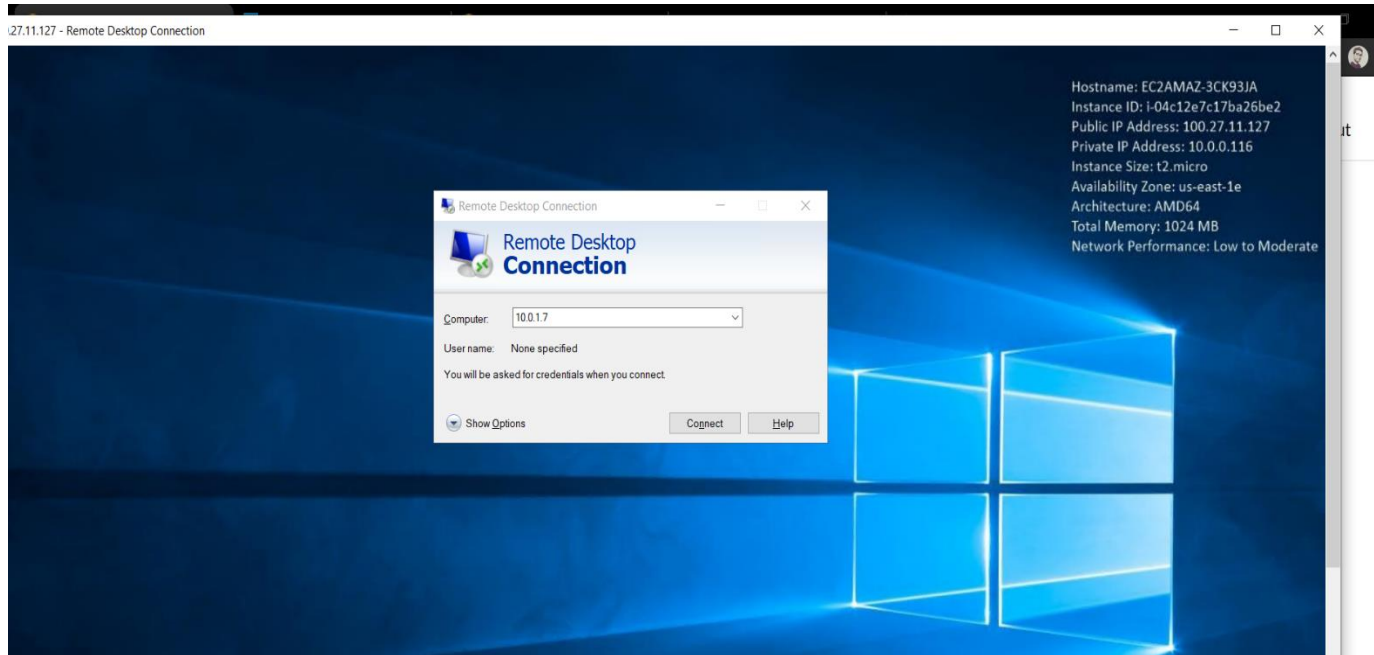 .27.11.127 - Remote Desktop Connection
Hostname: EC2AMAZ-3CK93JA
Instance ID: i-04c12e7c17ba26be2
Public IP Address: 100.27.11.127
Private IP Address: 10.0.0.116
Instance Size: t2.micro
Availability Zone: us-east-1e
Architecture: AMD64
Total Memory: 1024 MB
Network Performance: Low to Moderate
Remote Desktop Connection
Remote Desktop
Connection
Computer: 10.0.1.7
User name: None specified
You will be asked for credentials when you connect.
Show Options Connect Help